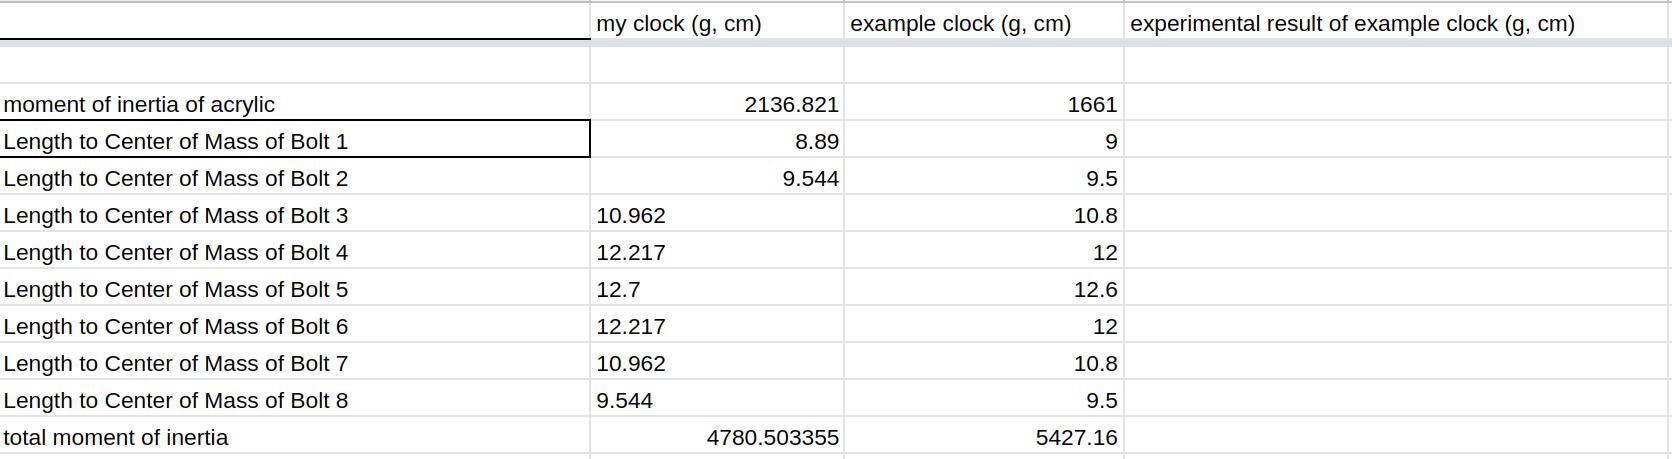 my clock (g, cm) example clock (g, cm) experimental result of example clock (g, cm)
moment of inertia of acrylic 2136.821 1661
Length to Center of Mass of Bolt 1 8.89 9
Length to Center of Mass of Bolt 2 9.544 9.5
Length to Center of Mass of Bolt 3 10.962 10.8
Length to Center of Mass of Bolt 4 12.217 12
Length to Center of Mass of Bolt 5 12.7 12.6
Length to Center of Mass of Bolt 6 12.217 12
Length to Center of Mass of Bolt 7 10.962 10.8
Length to Center of Mass of Bolt 8 9.544 9.5
total moment of inertia 4780.503355 5427.16